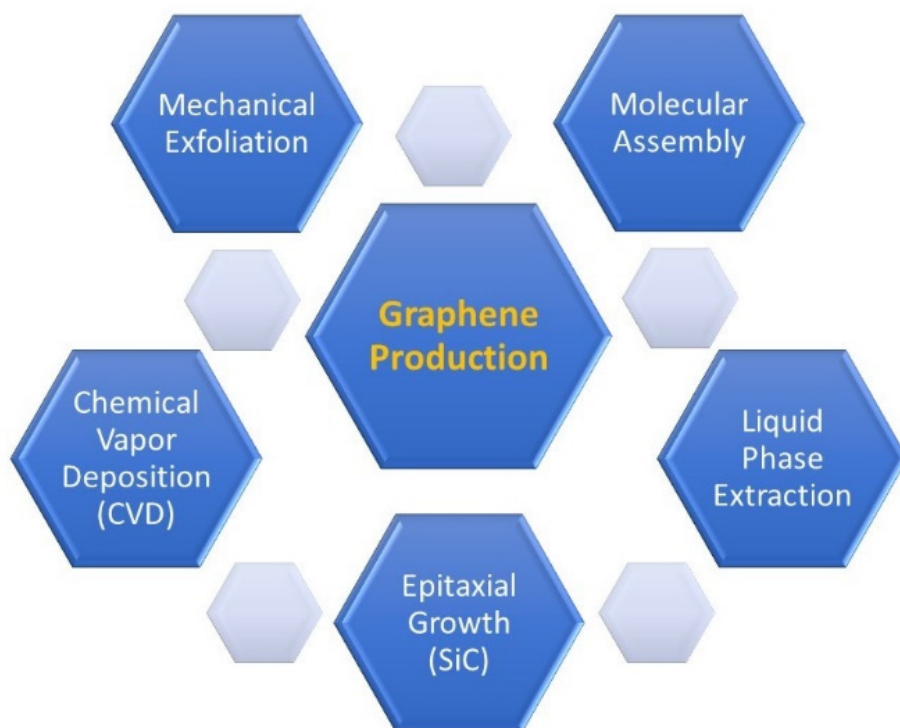 Mechanical
Exfoliation
Molecular
Assembly
Graphene
Production
Chemical
Vapor
Deposition
(CVD)
Liquid
Phase
Extraction
Epitaxial
Growth
(SiC)